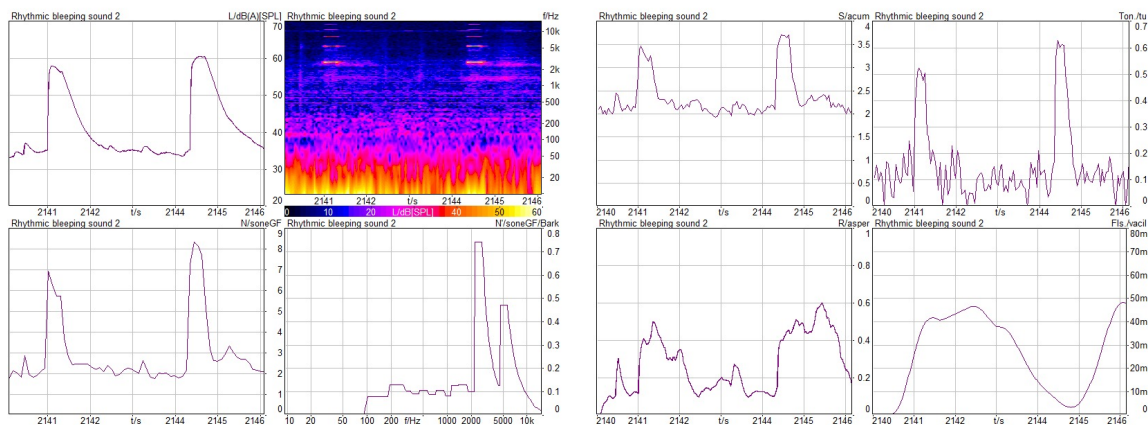 Rhythmic bleeping sound 2 L/dB(A)[SPL]
70
60
50
40
30
20
2141 2142 t/s 2144 2145 2146
Rhythmic bleeping sound 2 f/Hz
10k
5k
2k
1k
500
200
100
50
20
2141 2142 t/s 2144 2145 2146
0 10 20 L/dB[SPL] 40 50 60
Rhythmic bleeping sound 2 S/acum
4
3.5
3
2.5
2
1.5
1
0.5
0
2140 2141 2142 t/s 2144 2145 2146
Rhythmic bleeping sound 2 Ton./tu
0.7
0.6
0.5
0.4
0.3
0.2
0.1
0
2140 2141 2142 t/s 2144 2145 2146
Rhythmic bleeping sound 2 N/soneGF
9
8
7
6
5
4
3
2
1
0
2141 2142 t/s 2144 2145 2146
Rhythmic bleeping sound 2 N'/soneGF/Bark
0.8
0.7
0.6
0.5
0.4
0.3
0.2
0.1
0
10 20 50 100 200 f/Hz 1000 2000 5000 10k
Rhythmic bleeping sound 2 R/asper
1
0.8
0.6
0.4
0.2
0
2140 2141 2142 t/s 2144 2145 2146
Rhythmic bleeping sound 2 Fls./vacil
80m
70m
60m
50m
40m
30m
20m
10m
0
2140 2141 2142 t/s 2144 2145 2146